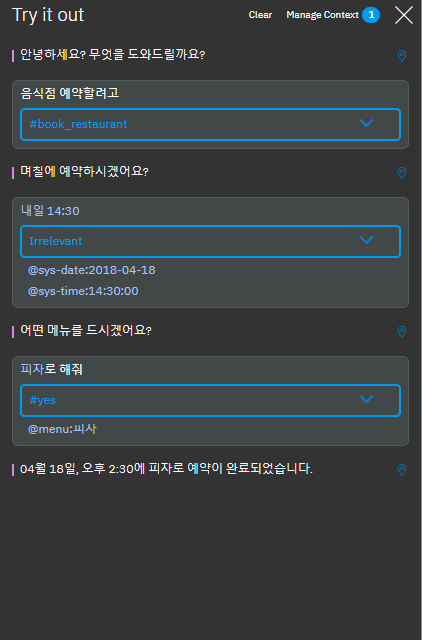 Try it out
Clear
Manage Context 1
안녕하세요? 무엇을 도와드릴까요?
음식점 예약할려고
#book_restaurant
며칠에 예약하시겠어요?
내일 14:30
Irrelevant
@sys-date:2018-04-18
@sys-time:14:30:00
어떤 메뉴를 드시겠어요?
피자로 해줘
#yes
@menu:피사
04월 18일, 오후 2:30에 피자로 예약이 완료되었습니다.